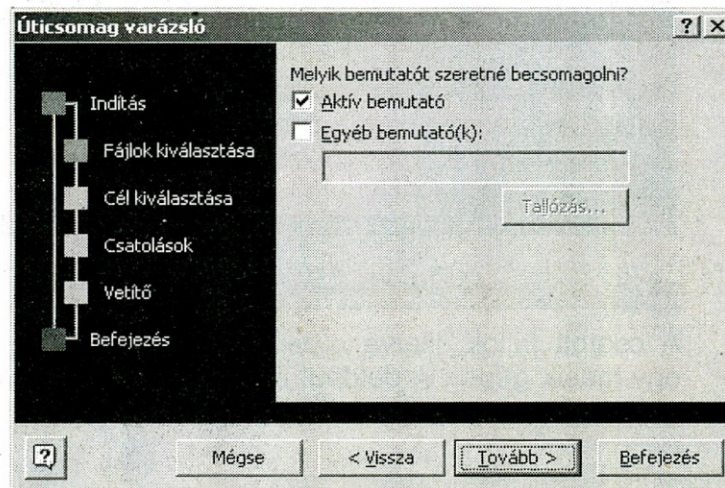 Úticsomag varázsló
Indítás
Fájlok kiválasztása
Cél kiválasztása
Csatolások
Vetítő
Befejezés
Melyik bemutatót szeretné becsomagolni?
Aktív bemutató
Egyéb bemutató(k):
Tallózás...
Mégse
< Vissza
Tovább >
Befejezés